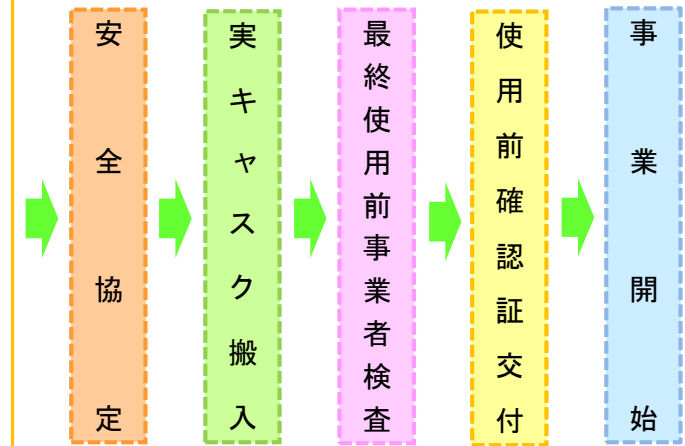 安全協定
実キャスク搬入
最終使用前事業者検査
使用前確認証交付
事業開始